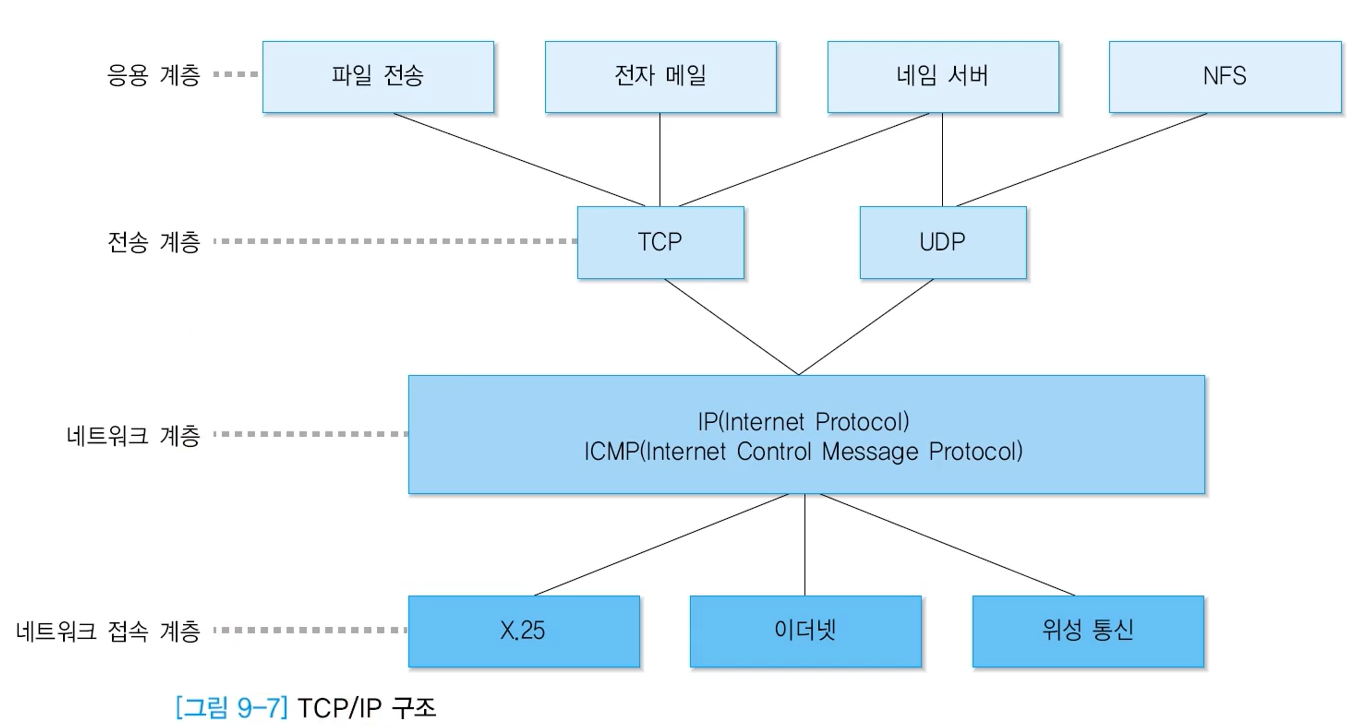 응용 계층
파일 전송
전자 메일
네임 서버
NFS
전송 계층
TCP
UDP
네트워크 계층
IP(Internet Protocol)
ICMP(Internet Control Message Protocol)
네트워크 접속 계층
X.25
이더넷
위성 통신
[그림 9-7] TCP/IP 구조